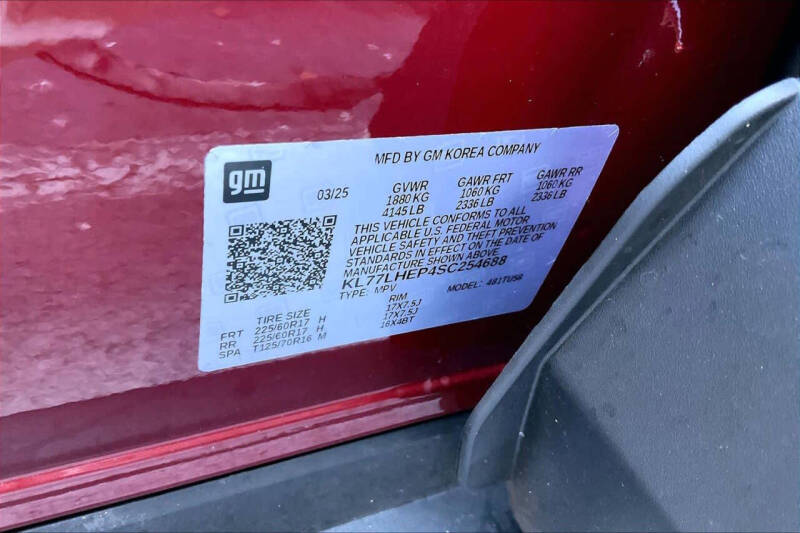 gm
MFD BY GM KOREA COMPANY
03/25 GVWR GAWR FRT GAWR RR
1880 KG 1060 KG 1060 KG
4145 LB 2336 LB 2336 LB
THIS VEHICLE CONFORMS TO ALL
APPLICABLE U.S. FEDERAL MOTOR
VEHICLE SAFETY AND THEFT PREVENTION
STANDARDS IN EFFECT ON THE DATE OF
MANUFACTURE SHOWN ABOVE
KL77LHEP4SC254688
TYPE: MPV MODEL: 481TUS8
TIRE SIZE RIM
FRT 225/60R17 H 17X7.5J
RR 225/60R17 H 17X7.5J
SPA T125/70R16 M 16X4BT